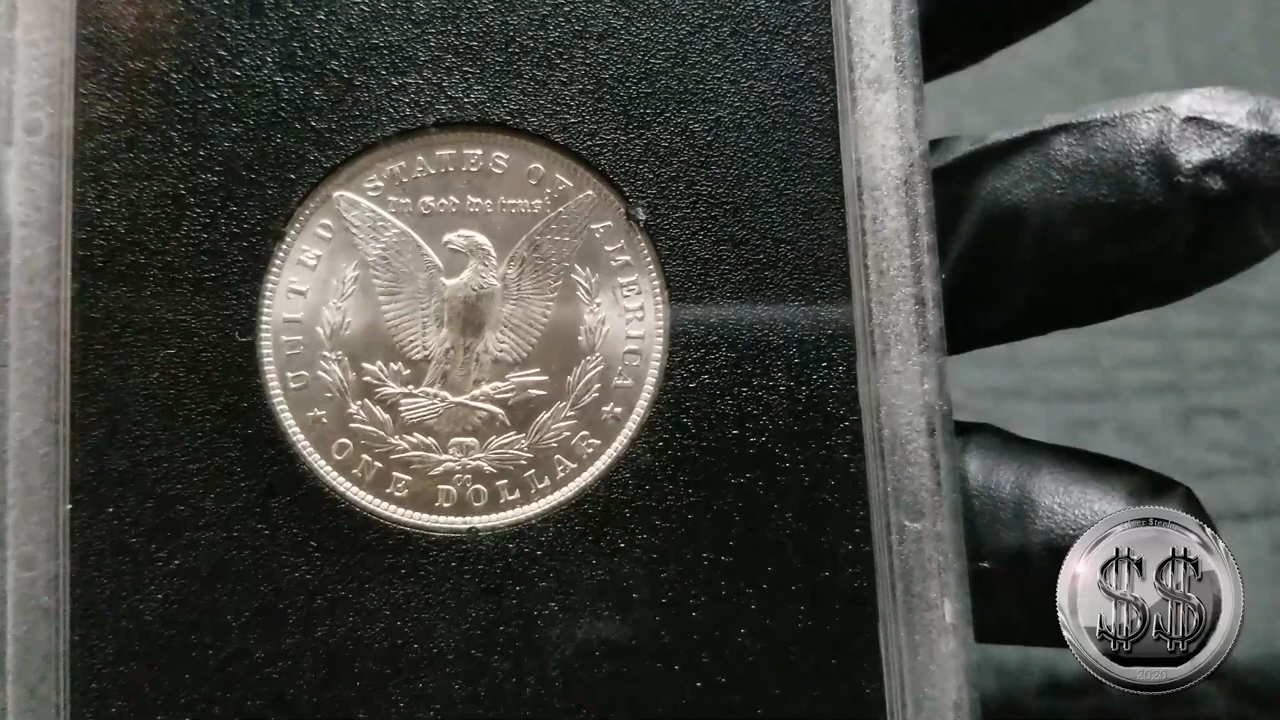 UNITED STATES OF AMERICA
In God we trust
CC
ONE DOLLAR
$$
2020